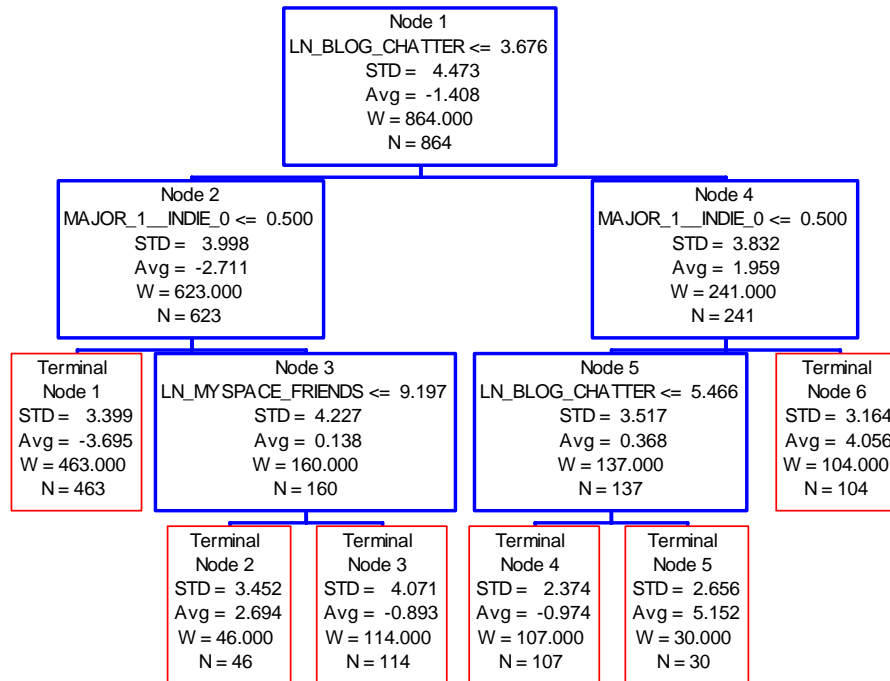 Node 1
LN_BLOG_CHATTER <= 3.676
STD = 4.473
Avg = -1.408
W = 864.000
N = 864
Node 2
MAJOR_1__INDIE_0 <= 0.500
STD = 3.998
Avg = -2.711
W = 623.000
N = 623
Node 4
MAJOR_1__INDIE_0 <= 0.500
STD = 3.832
Avg = 1.959
W = 241.000
N = 241
Terminal
Node 1
STD = 3.399
Avg = -3.695
W = 463.000
N = 463
Node 3
LN_MYSPACE_FRIENDS <= 9.197
STD = 4.227
Avg = 0.138
W = 160.000
N = 160
Node 5
LN_BLOG_CHATTER <= 5.466
STD = 3.517
Avg = 0.368
W = 137.000
N = 137
Terminal
Node 6
STD = 3.164
Avg = 4.056
W = 104.000
N = 104
Terminal
Node 2
STD = 3.452
Avg = 2.694
W = 46.000
N = 46
Terminal
Node 3
STD = 4.071
Avg = -0.893
W = 114.000
N = 114
Terminal
Node 4
STD = 2.374
Avg = -0.974
W = 107.000
N = 107
Terminal
Node 5
STD = 2.656
Avg = 5.152
W = 30.000
N = 30